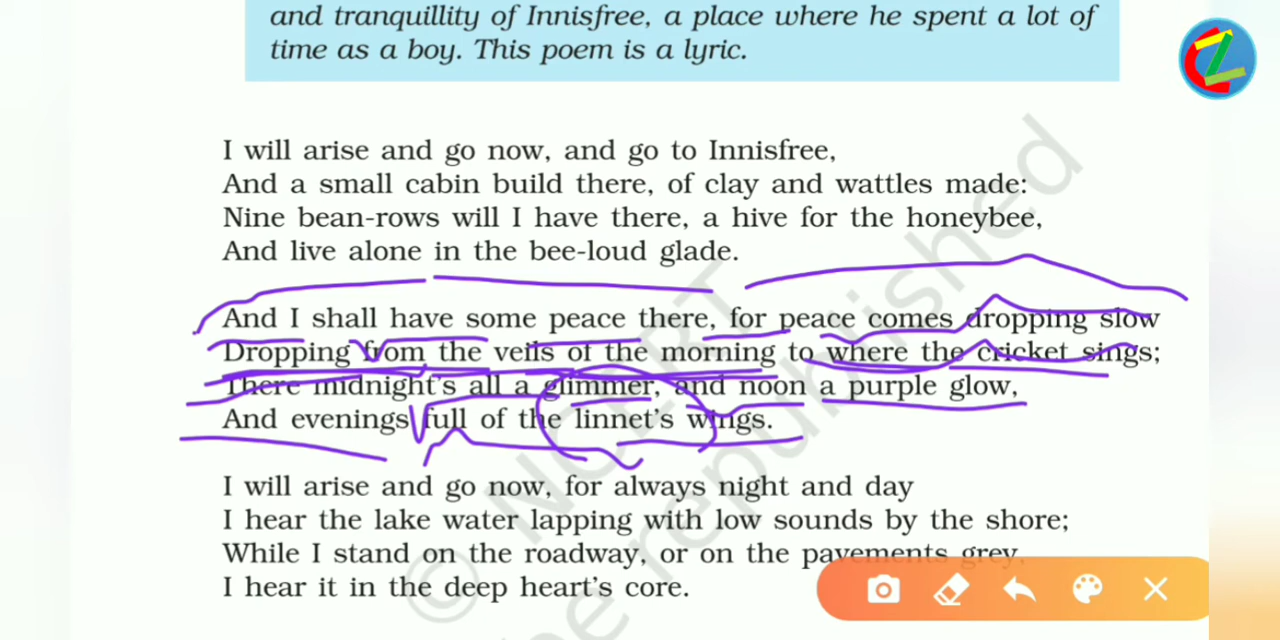 and tranquillity of Innisfree, a place where he spent a lot of
time as a boy. This poem is a lyric.
I will arise and go now, and go to Innisfree,
And a small cabin build there, of clay and wattles made:
Nine bean-rows will I have there, a hive for the honeybee,
And live alone in the bee-loud glade.
And I shall have some peace there, for peace comes dropping slow
Dropping from the veils of the morning to where the cricket sings;
There midnight's all a glimmer, and noon a purple glow,
And evenings full of the linnet's wings.
I will arise and go now, for always night and day
I hear the lake water lapping with low sounds by the shore;
While I stand on the roadway, or on the pavements grey,
I hear it in the deep heart's core.
© NCERT
be republished